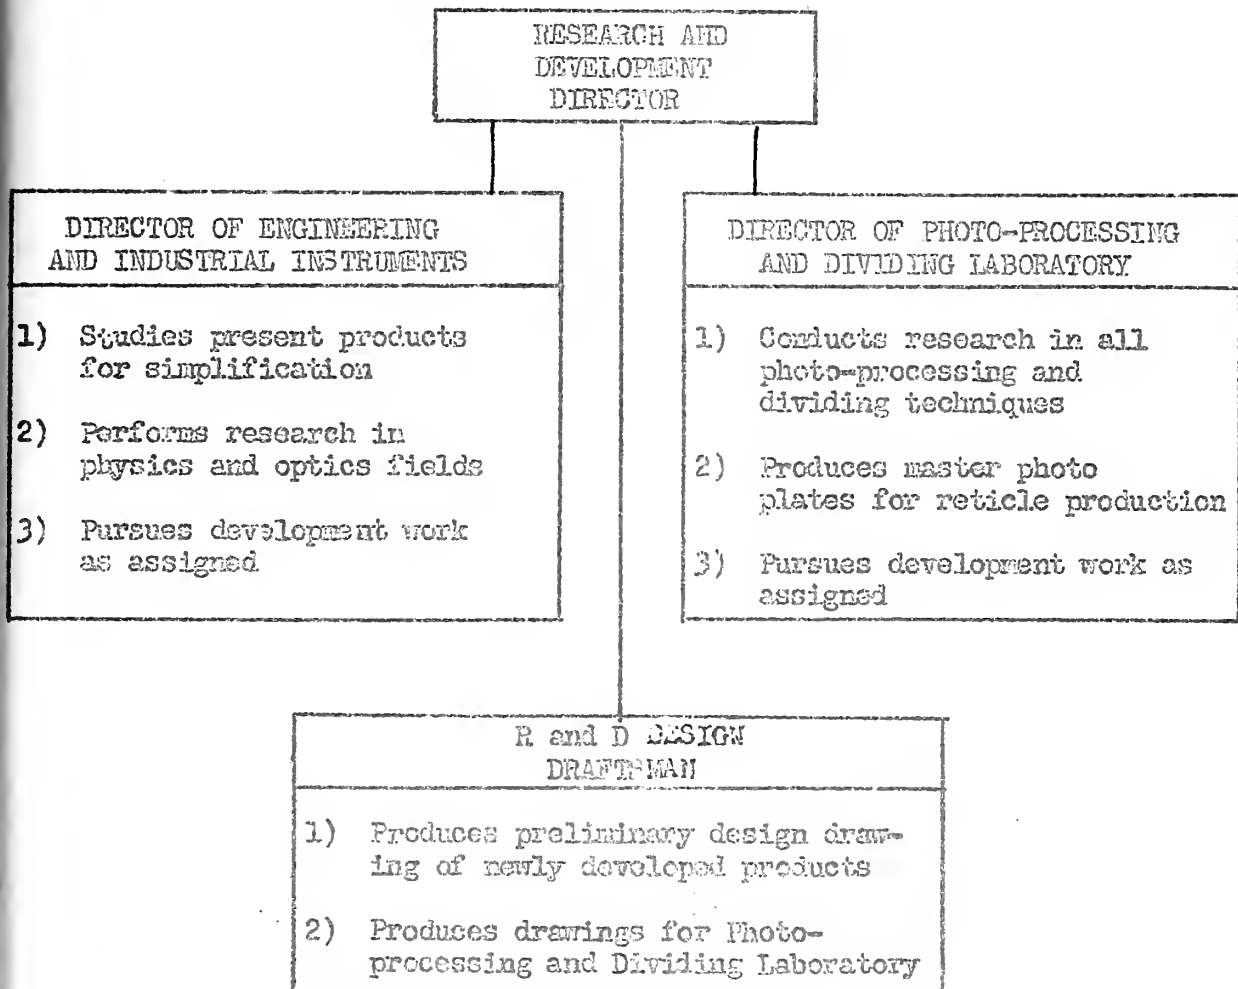 RESEARCH AND
DEVELOPMENT
DIRECTOR
DIRECTOR OF ENGINEERING
AND INDUSTRIAL INSTRUMENTS
1) Studies present products
for simplification
2) Performs research in
physics and optics fields
3) Pursues development work
as assigned
DIRECTOR OF PHOTO-PROCESSING
AND DIVIDING LABORATORY
1) Conducts research in all
photo-processing and
dividing techniques
2) Produces master photo
plates for reticle production
3) Pursues development work as
assigned
R and D DESIGN
DRAFTSMAN
1) Produces preliminary design draw-
ing of newly developed products
2) Produces drawings for Photo-
processing and Dividing Laboratory